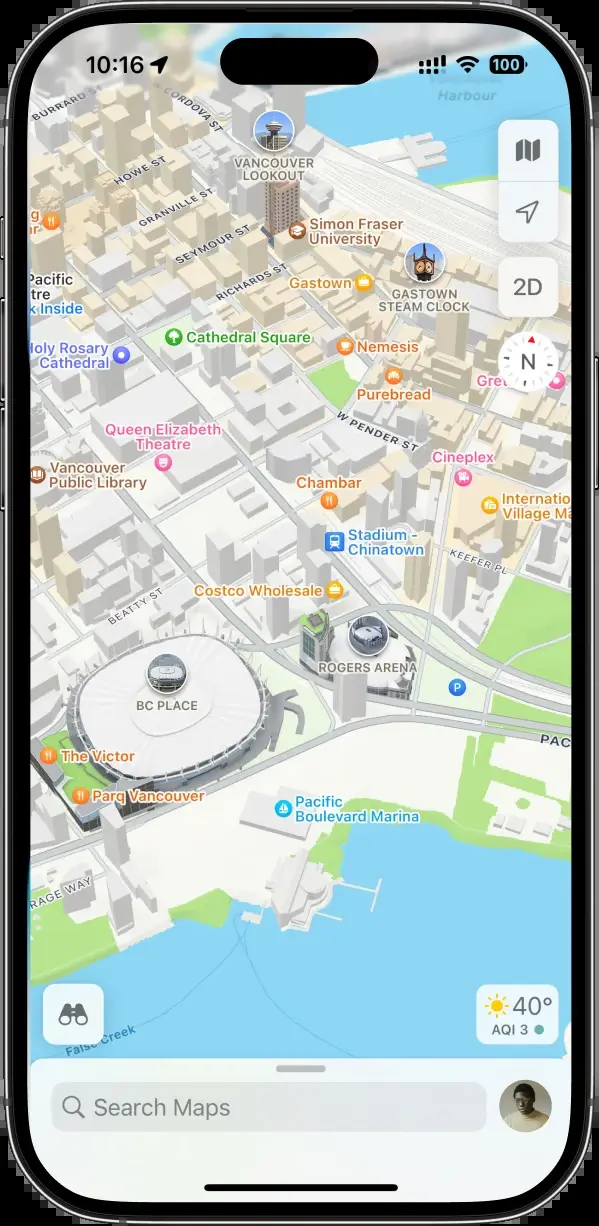 10:16
100
BURRARD S
CORDOVA ST
Harbour
VANCOUVER
LOOKOUT
HOWE ST
GRANVILLE ST
SEYMOUR ST
Simon Fraser
University
RICHARDS ST
Gastown
GASTOWN
STEAM CLOCK
2D
N
Pacific
tre
k Inside
Cathedral Square
oly Rosary
Cathedral
Nemesis
Gre
Purebread
W PENDER ST
Queen Elizabeth
Theatre
Cineplex
Vancouver
Public Library
Chambar
Internatio
Village Ma
Stadium -
Chinatown
KEEFER PL
Costco Wholesale
BEATTY ST
ROGERS ARENA
BC PLACE
P
The Victor
PAC
Parq Vancouver
Pacific
Boulevard Marina
RAGE WAY
40°
AQI 3
False Creek
Search Maps